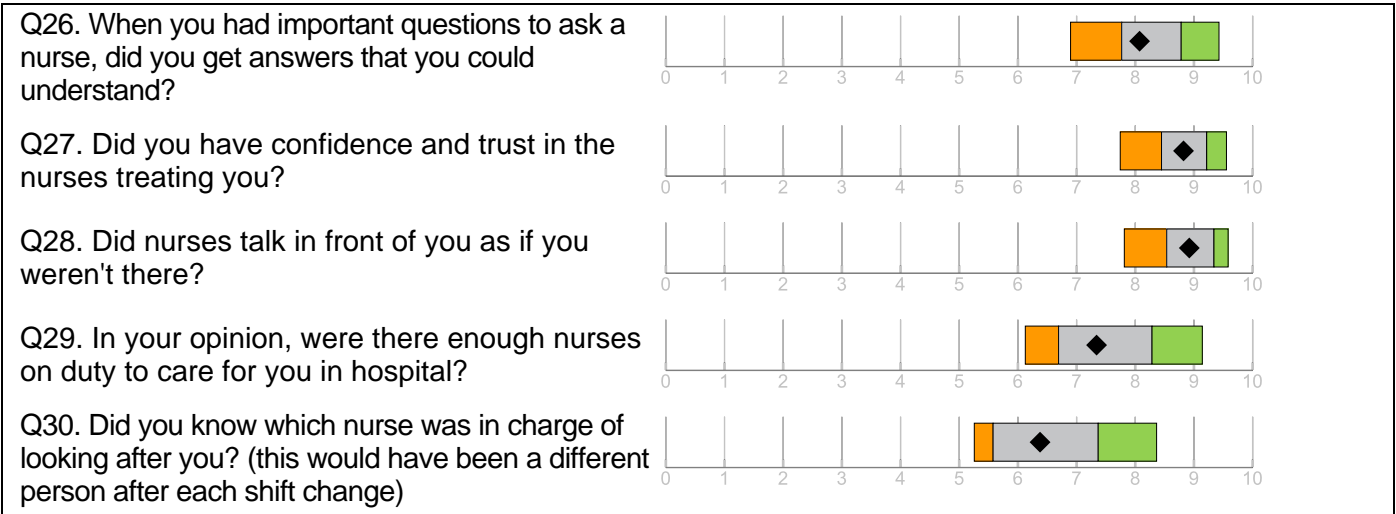 Q26. When you had important questions to ask a
nurse, did you get answers that you could
understand?
0 1 2 3 4 5 6 7 8 9 10
Q27. Did you have confidence and trust in the
nurses treating you?
0 1 2 3 4 5 6 7 8 9 10
Q28. Did nurses talk in front of you as if you
weren't there?
0 1 2 3 4 5 6 7 8 9 10
Q29. In your opinion, were there enough nurses
on duty to care for you in hospital?
0 1 2 3 4 5 6 7 8 9 10
Q30. Did you know which nurse was in charge of
looking after you? (this would have been a different
person after each shift change)
0 1 2 3 4 5 6 7 8 9 10